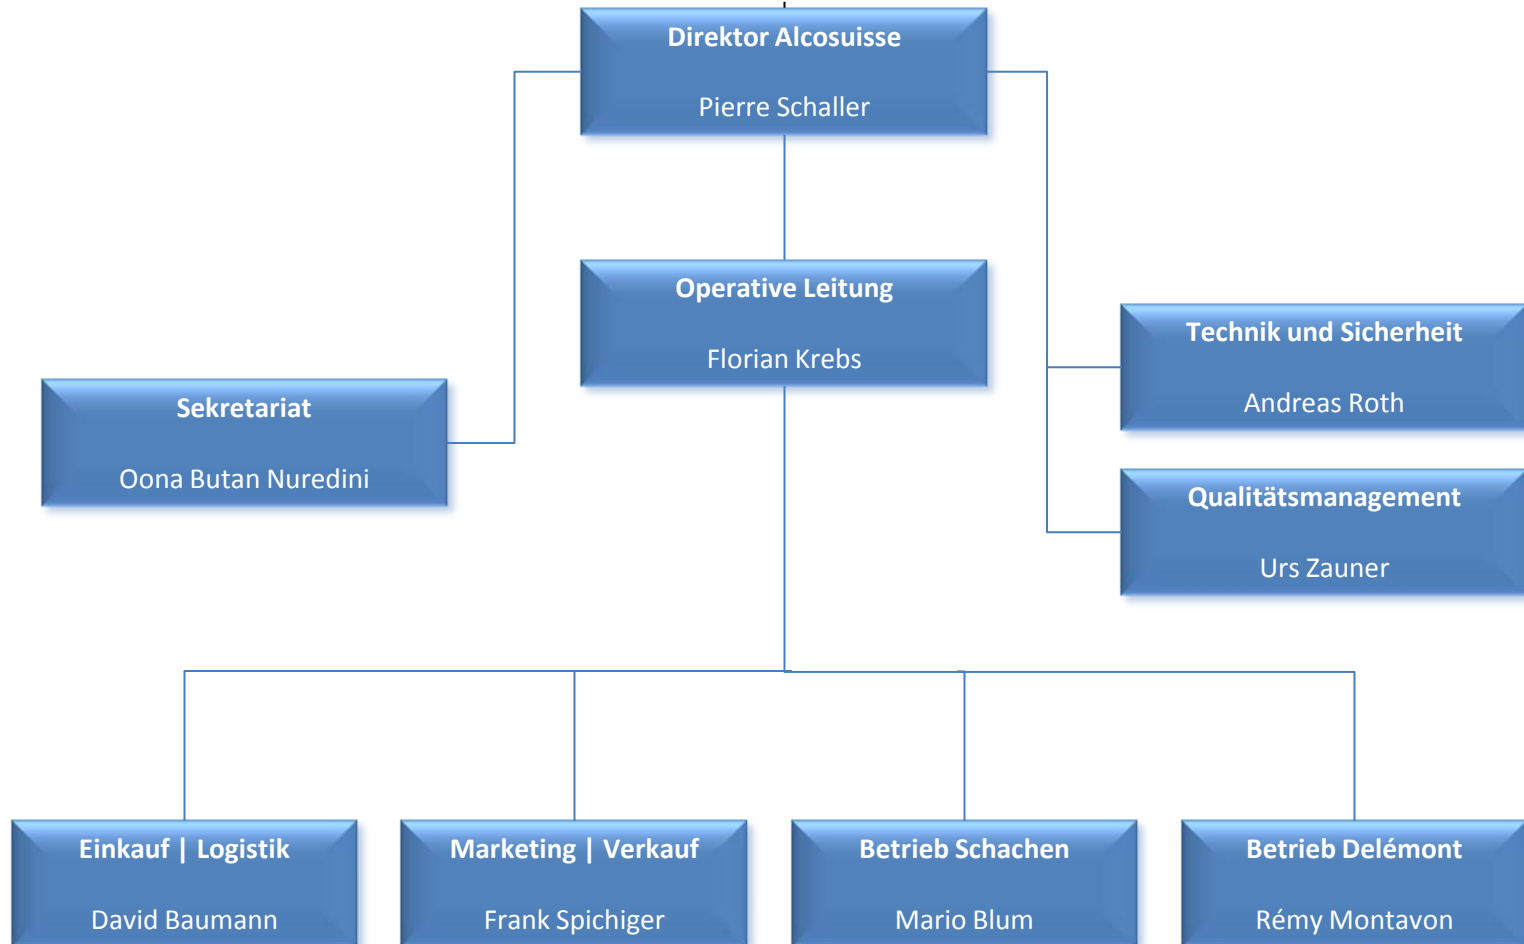 Direktor Alcosuisse
Pierre Schaller
Operative Leitung
Florian Krebs
Technik und Sicherheit
Andreas Roth
Sekretariat
Oona Butan Nuredini
Qualitätsmanagement
Urs Zauner
Einkauf | Logistik
David Baumann
Marketing | Verkauf
Frank Spichiger
Betrieb Schachen
Mario Blum
Betrieb Delémont
Rémy Montavon